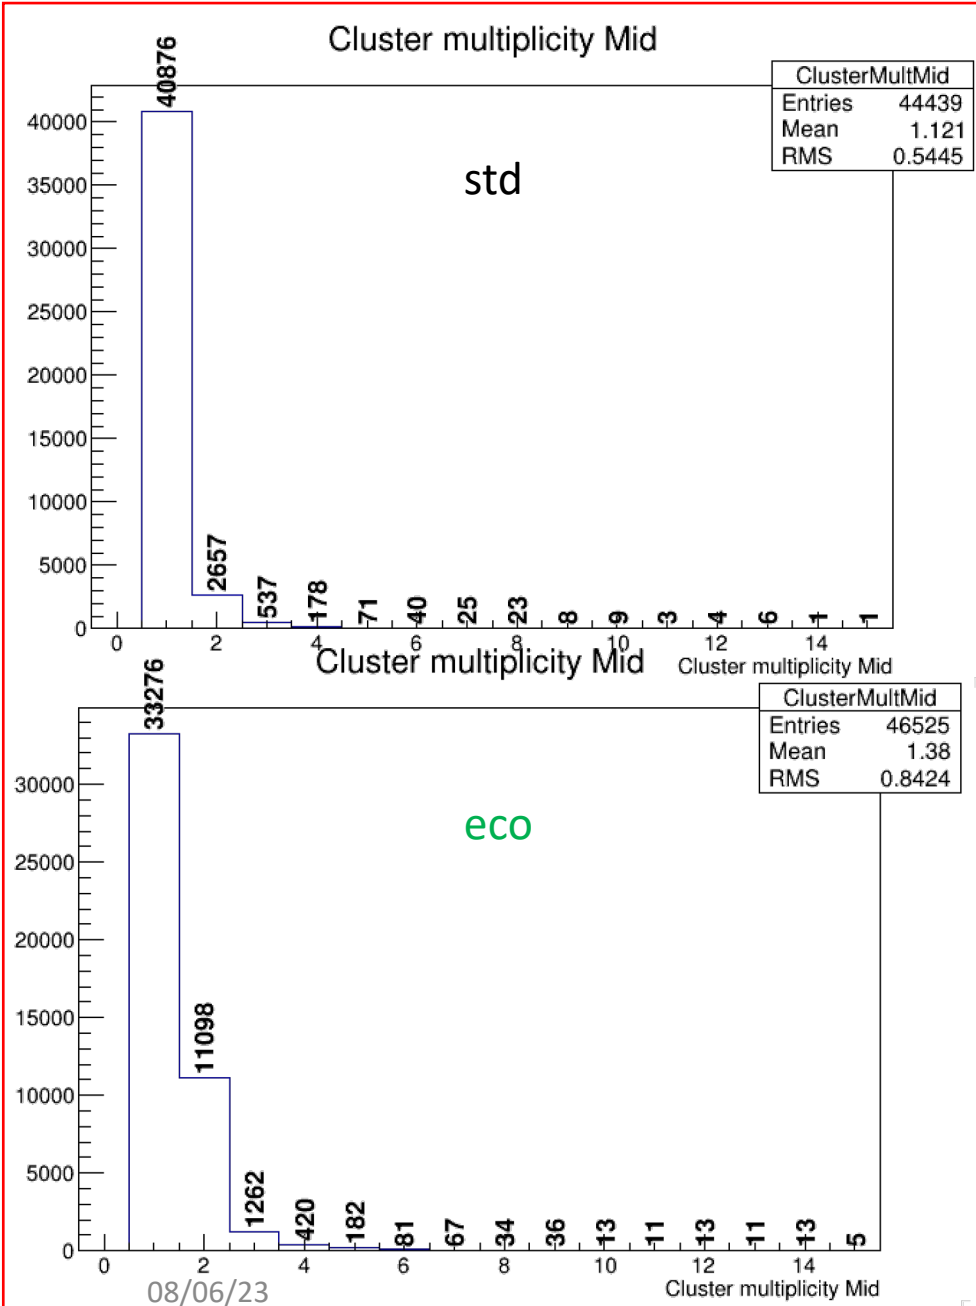 Cluster multiplicity Mid
ClusterMultMid
Entries 44439
Mean 1.121
RMS 0.5445
std
40000
35000
30000
25000
20000
15000
10000
5000
0
40876 2657 537 178 71 40 25 23 8 9 3 4 6 1 1
0 2 4 6 8 10 12 14
Cluster multiplicity Mid
Cluster multiplicity Mid
ClusterMultMid
Entries 46525
Mean 1.38
RMS 0.8424
eco
30000
25000
20000
15000
10000
5000
0
33276 11098 1262 420 182 81 67 34 36 13 11 13 11 13 5
0 2 4 6 8 10 12 14
Cluster multiplicity Mid
08/06/23